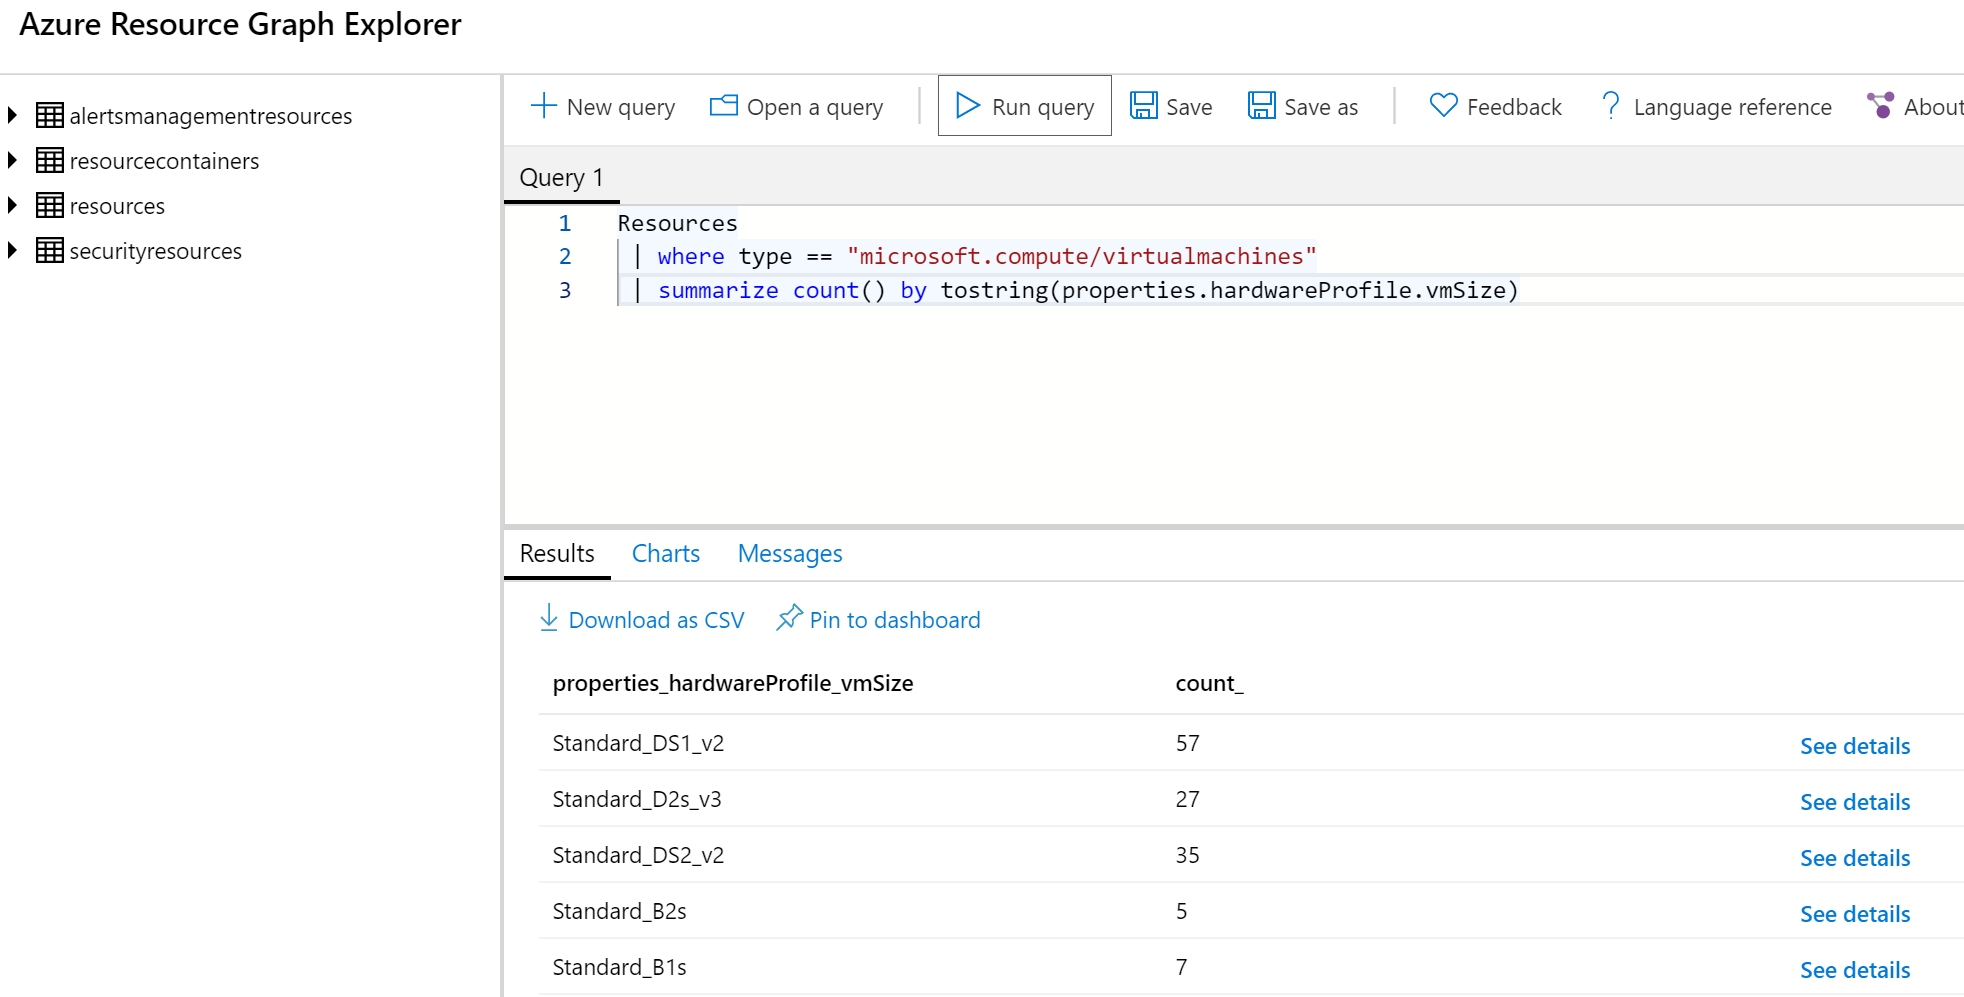 Azure Resource Graph Explorer
alertsmanagementresources
resourcecontainers
resources
securityresources
New query Open a query Run query Save Save as Feedback Language reference About
Query 1
1 Resources
2 | where type == "microsoft.compute/virtualmachines"
3 | summarize count() by tostring(properties.hardwareProfile.vmSize)
Results Charts Messages
Download as CSV Pin to dashboard
properties_hardwareProfile_vmSize count_
Standard_DS1_v2 57 See details
Standard_D2s_v3 27 See details
Standard_DS2_v2 35 See details
Standard_B2s 5 See details
Standard_B1s 7 See details